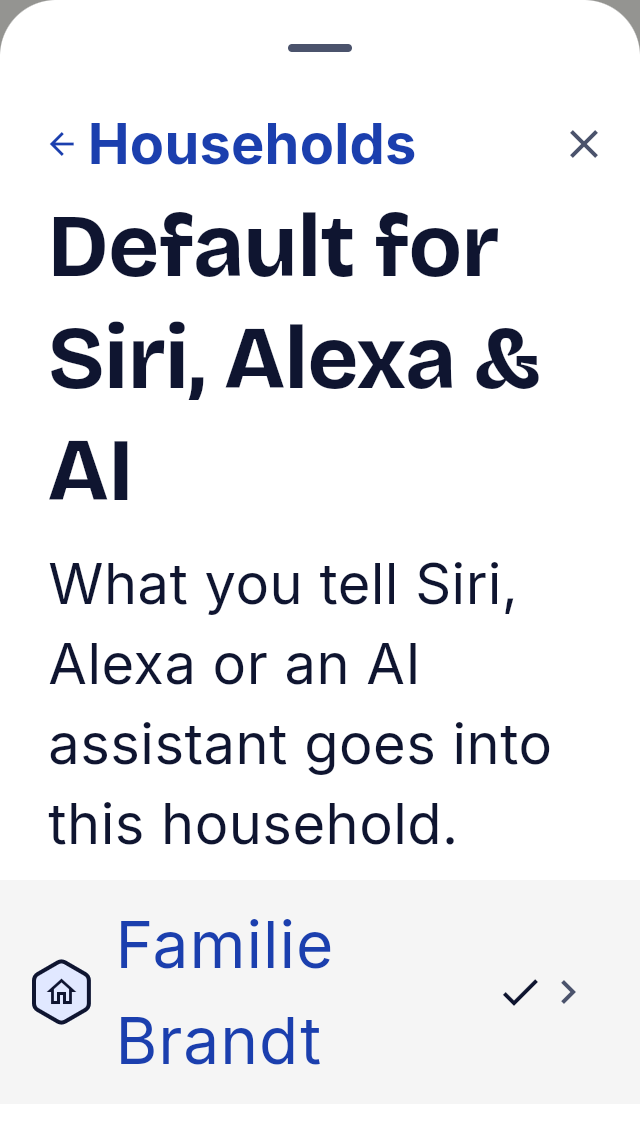 Households
Default for
Siri, Alexa &
AI
What you tell Siri,
Alexa or an AI
assistant goes into
this household.
Familie
Brandt